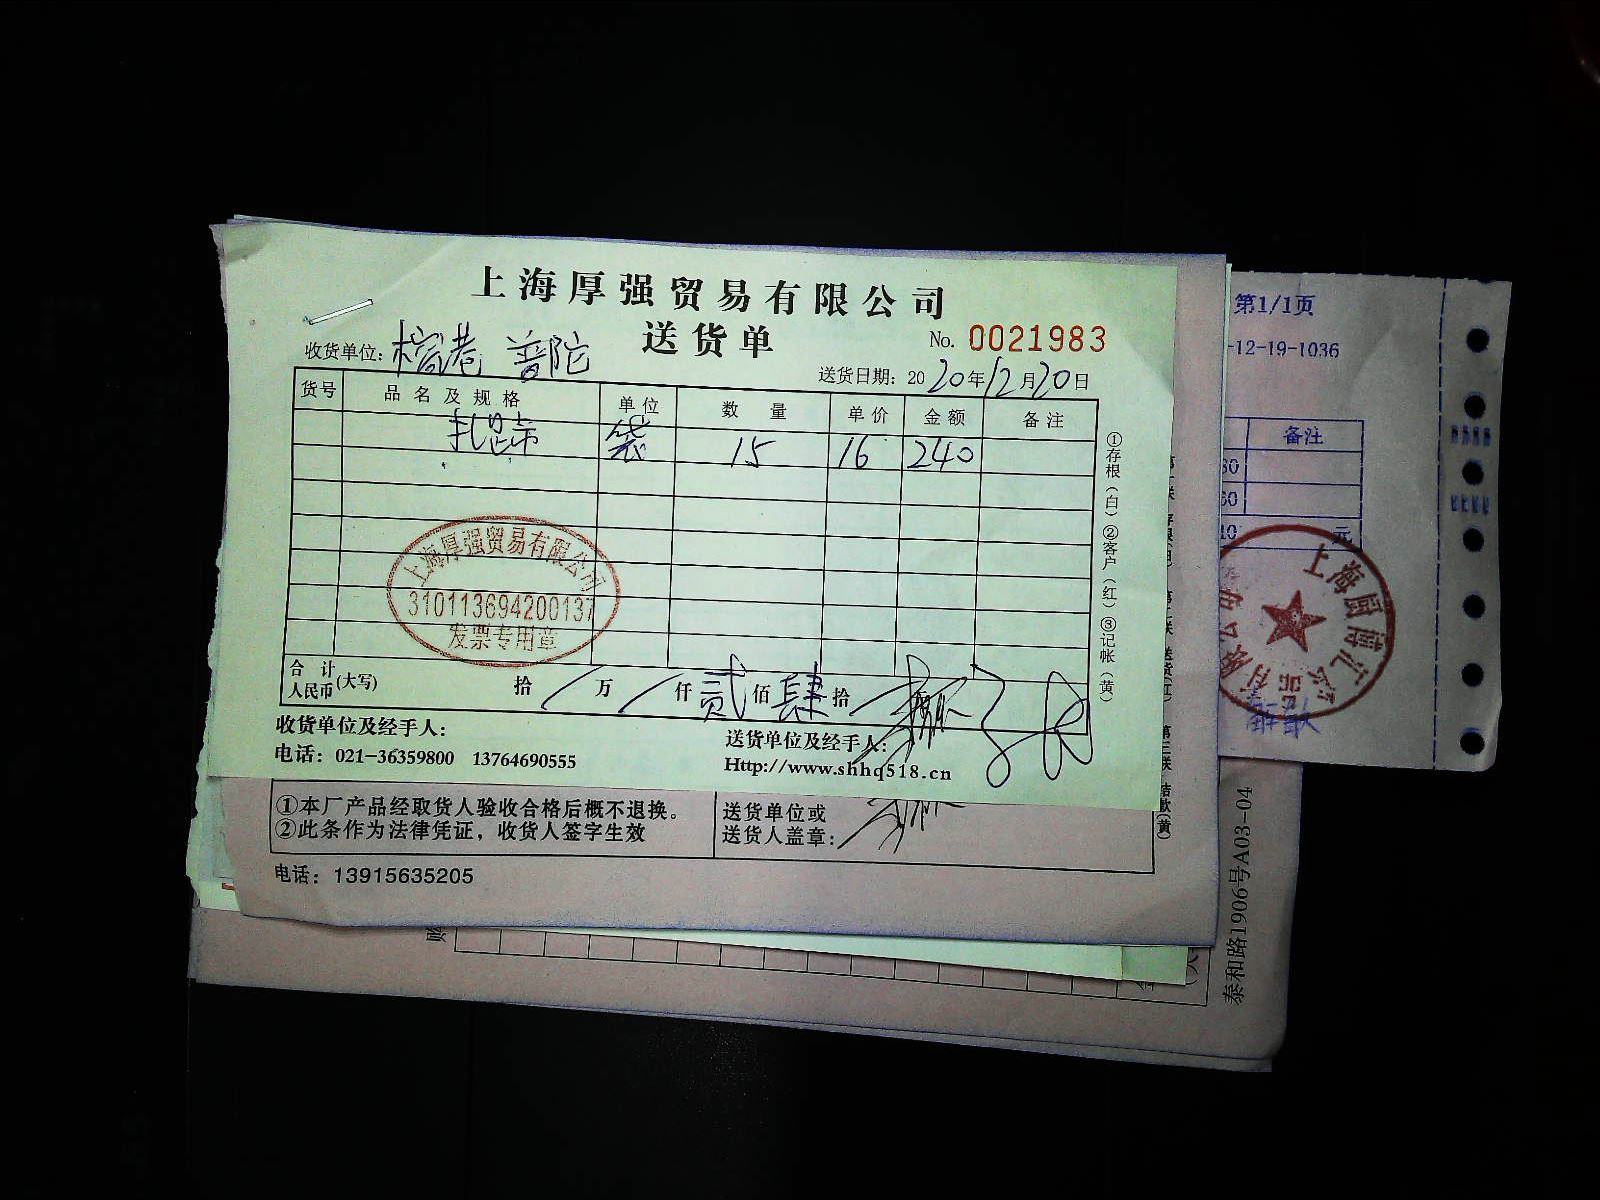 上海厚强贸易有限公司
送货单
No. 0021983
收货单位: 榕巷 普陀
送货日期: 2020年12月20日
货号 品名及规格 单位 数量 单价 金额 备注
袋 15 16 240
上海厚强贸易有限公司
310113694200137
发票专用章
合计人民币(大写) 拾 万 仟 贰 佰 肆 拾
收货单位及经手人:
送货单位及经手人:
电话: 021-36359800 13764690555
Http://www.shhq518.cn
①存根(白)②客户(红)③记帐(黄)
①本厂产品经取货人验收合格后概不退换。
②此条作为法律凭证，收货人签字生效
送货单位或
送货人盖章:
电话: 13915635205
第1/1页
-12-19-1036
备注
元
泰和路1906号A03-04